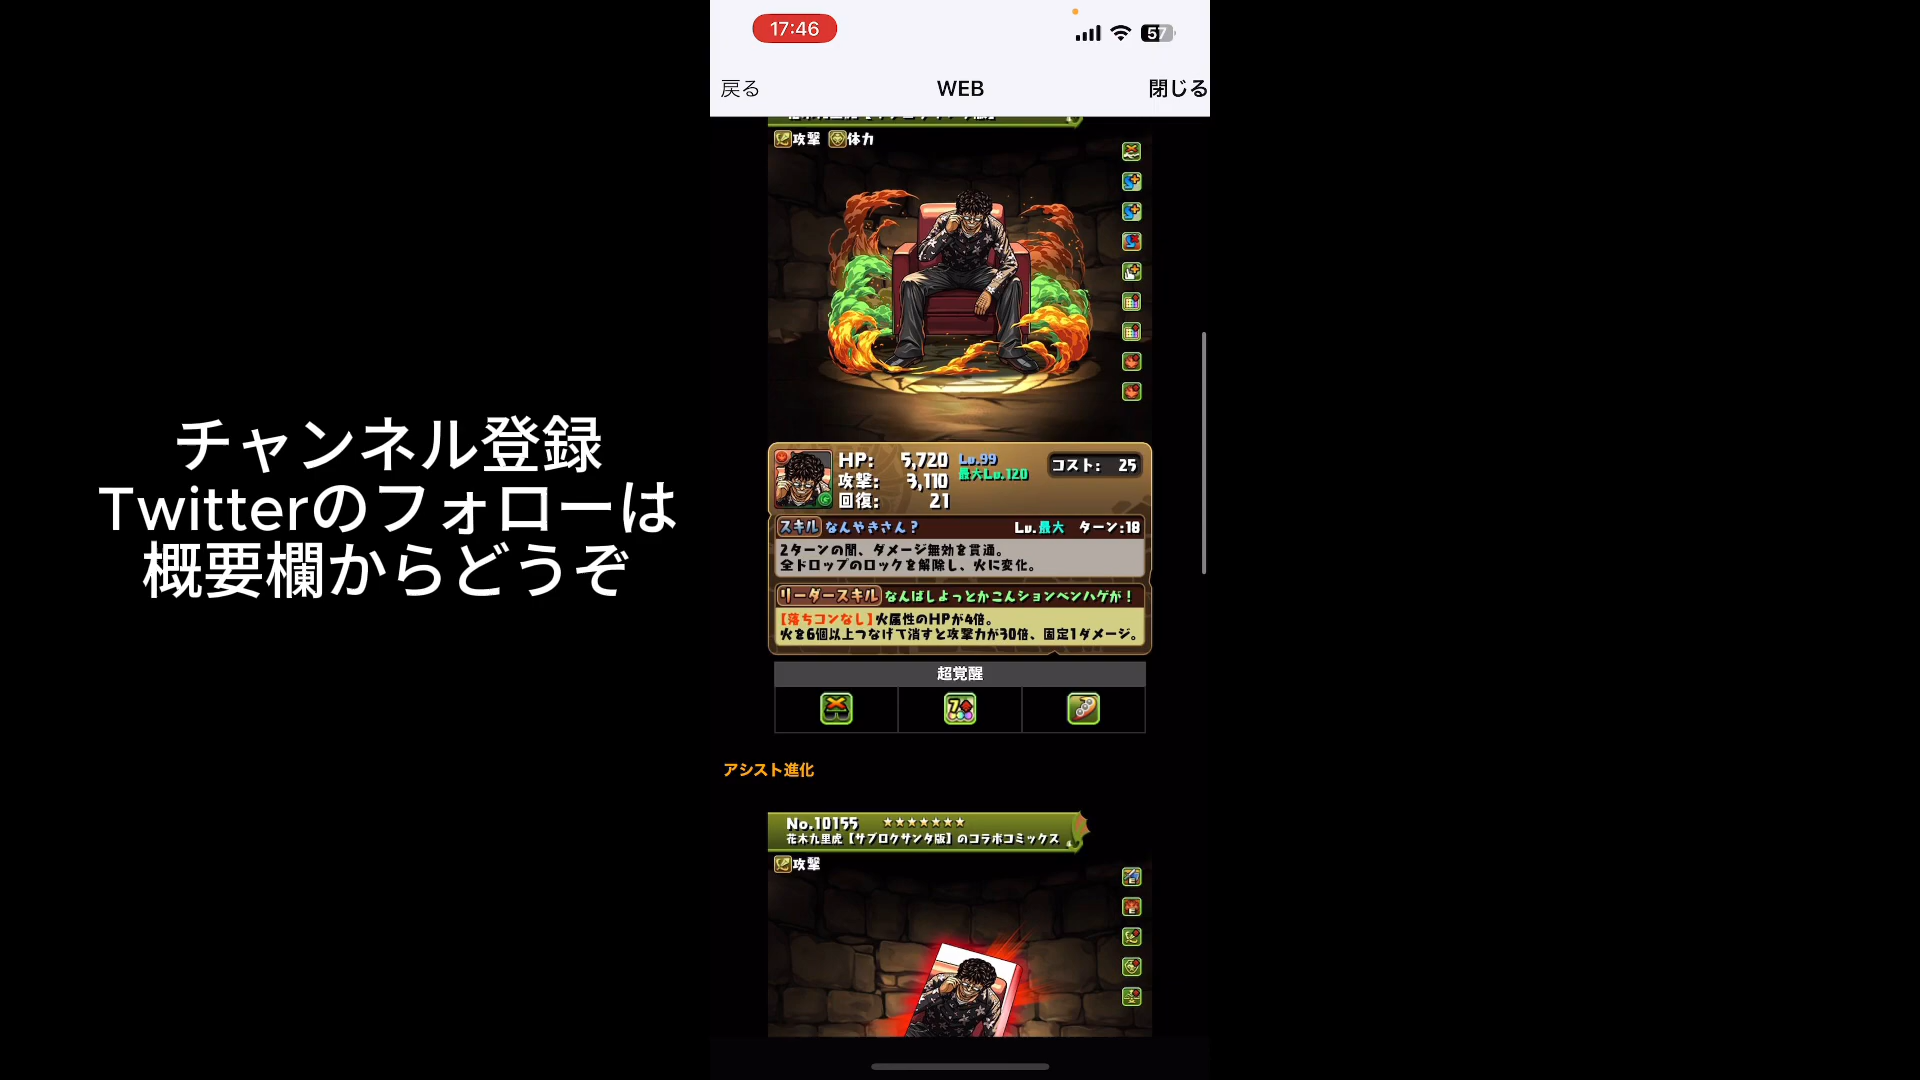 17:46
57
戻る
WEB
閉じる
攻撃 体力
チャンネル登録
Twitterのフォローは
概要欄からどうぞ
HP: 5,720 Lv.99
最大Lv.120
コスト: 25
攻撃: 3,110
回復: 21
スキル なんやきさん? Lv.最大 ターン:18
2ターンの間、ダメージ無効を貫通。
全ドロップのロックを解除し、火に変化。
リーダースキル なんばしよっとかこんションベンハゲが!
【落ちコンなし】火属性のHPが4倍。
火を6個以上つなげて消すと攻撃力が30倍、固定1ダメージ。
超覚醒
アシスト進化
No.10155 ★★★★★★★
花木九里虎【サブロクサンタ版】のコラボコミックス
攻撃